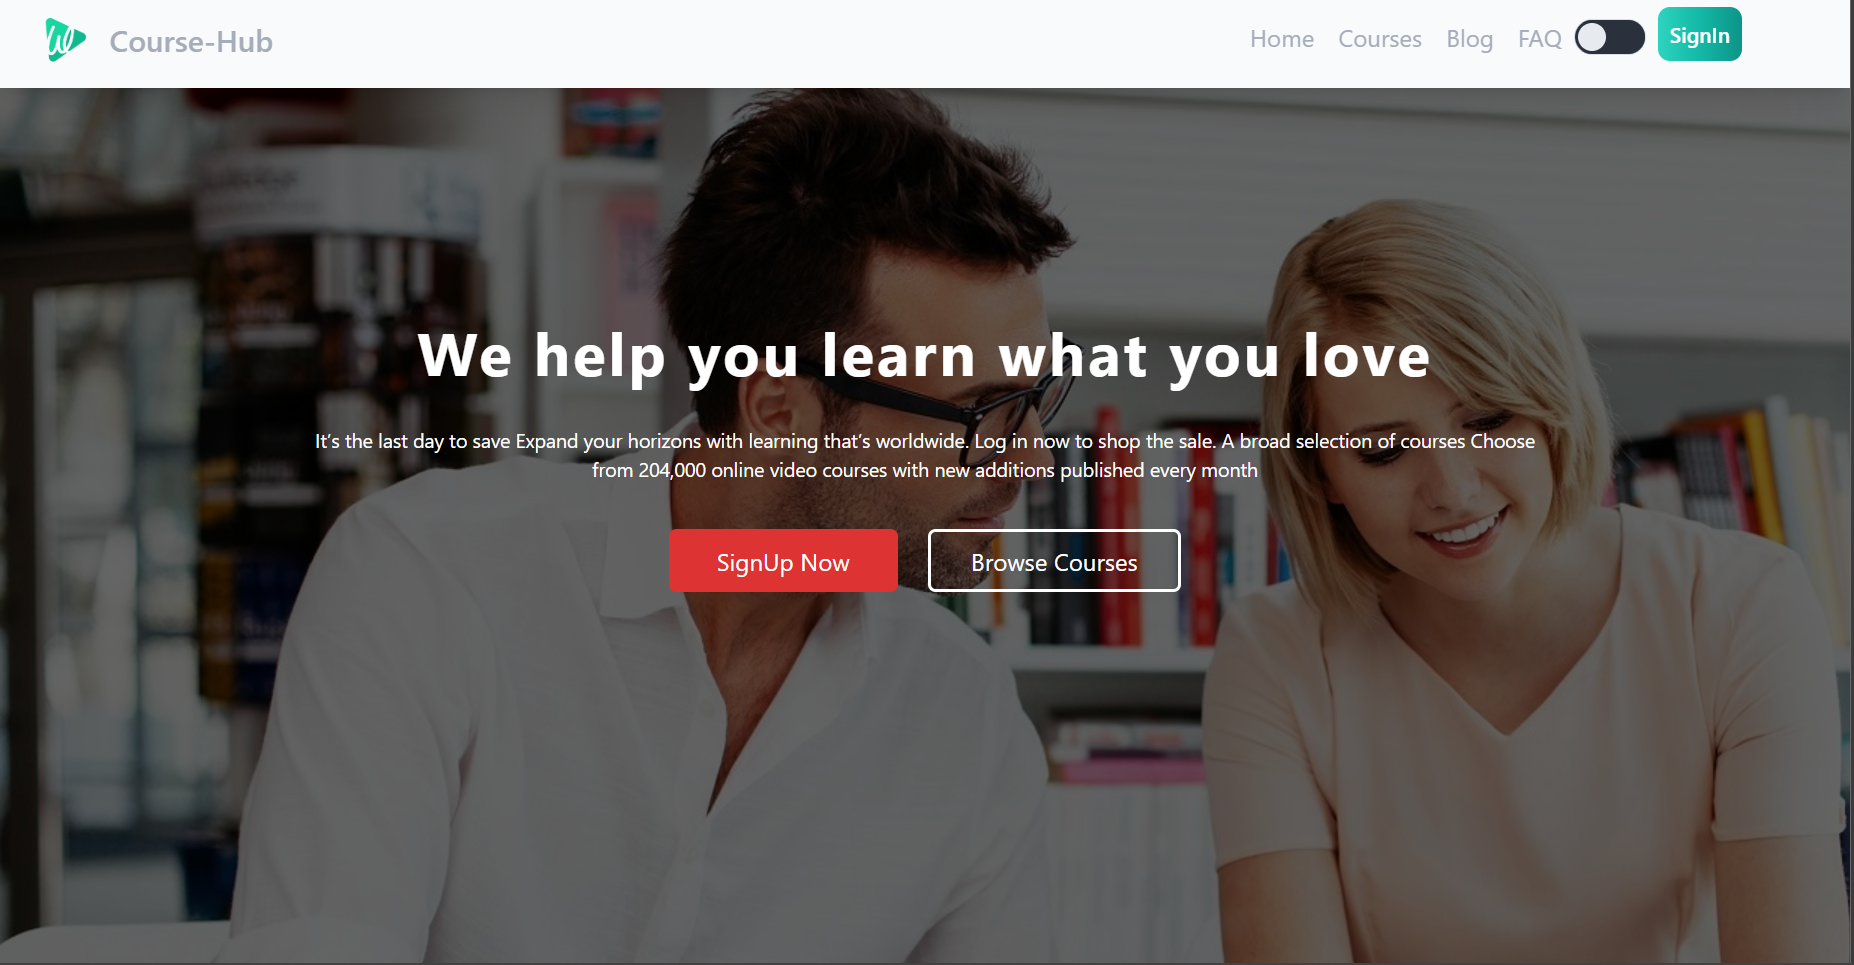 Course-Hub
Home Courses Blog FAQ SignIn
We help you learn what you love
It's the last day to save Expand your horizons with learning that's worldwide. Log in now to shop the sale. A broad selection of courses Choose
from 204,000 online video courses with new additions published every month
SignUp Now Browse Courses